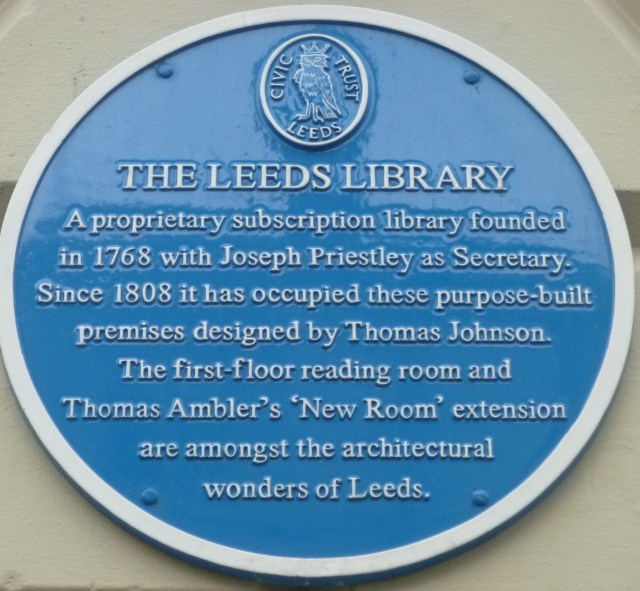 CIVIC TRUST
LEEDS
THE LEEDS LIBRARY
A proprietary subscription library founded
in 1768 with Joseph Priestley as Secretary.
Since 1808 it has occupied these purpose-built
premises designed by Thomas Johnson.
The first-floor reading room and
Thomas Ambler's 'New Room' extension
are amongst the architectural
wonders of Leeds.